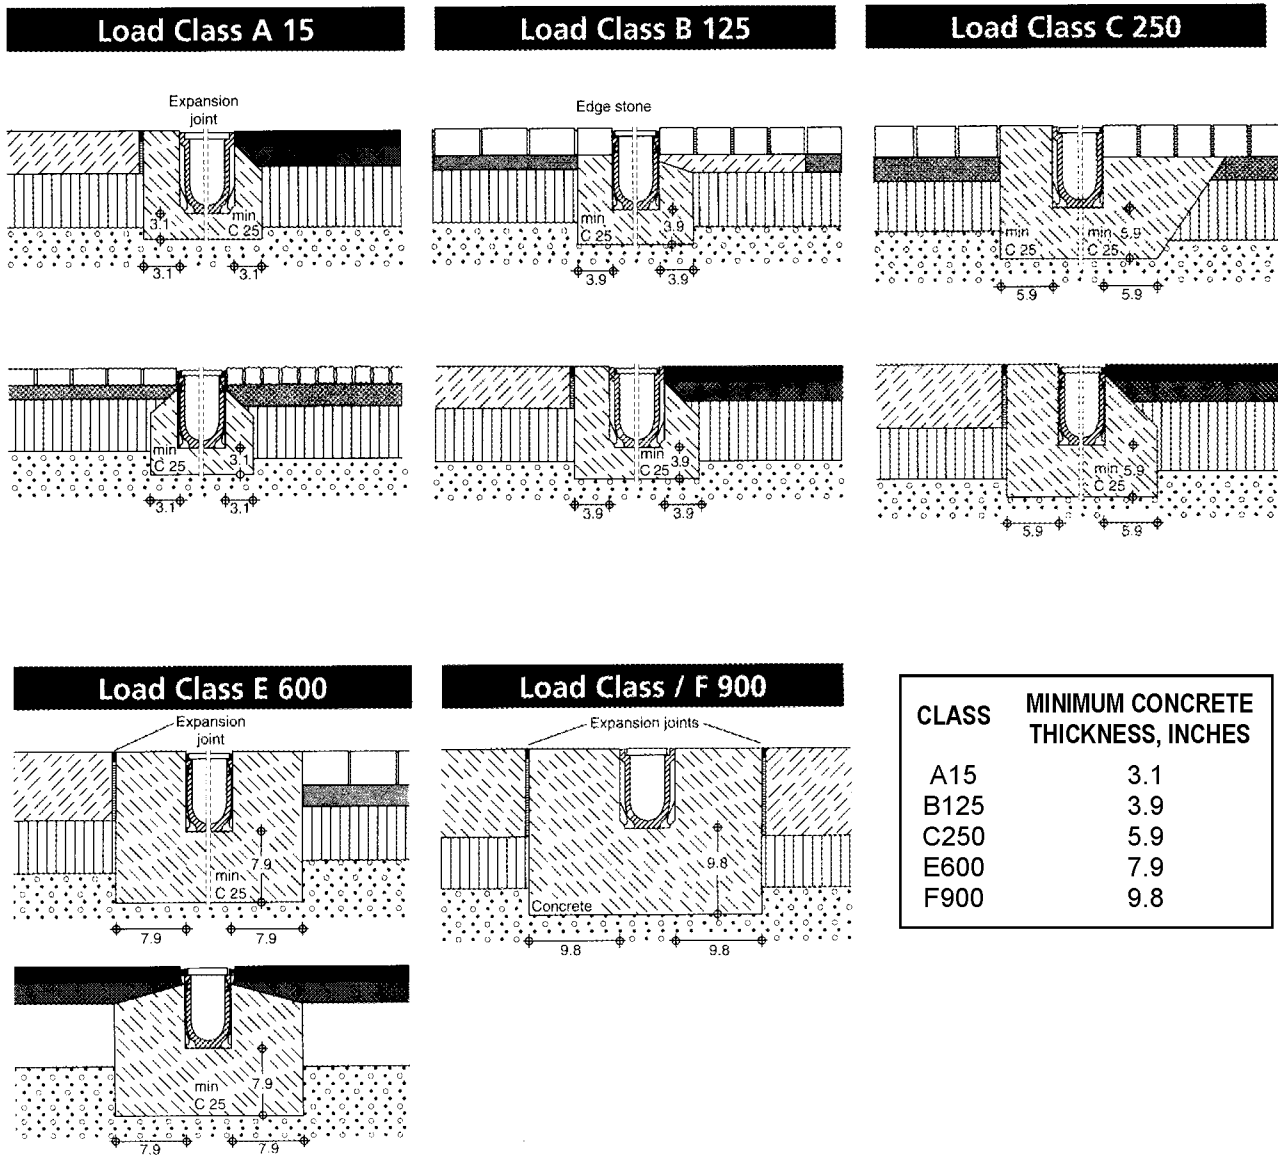 Load Class A 15
Expansion
joint
3.1
min
C 25
3.1
3.1
min
C 25
3.1
3.1
3.1
Load Class B 125
Edge stone
min
C 25
3.9
3.9
3.9
min
C 25
3.9
3.9
3.9
Load Class C 250
min
C 25
min
C 25
5.9
5.9
5.9
min
C 25
5.9
5.9
5.9
Load Class E 600
Expansion
joint
7.9
min
C 25
7.9
7.9
min
C 25
7.9
7.9
7.9
Load Class / F 900
Expansion joints
9.8
Concrete
9.8
9.8
CLASS MINIMUM CONCRETE
THICKNESS, INCHES
A15 3.1
B125 3.9
C250 5.9
E600 7.9
F900 9.8